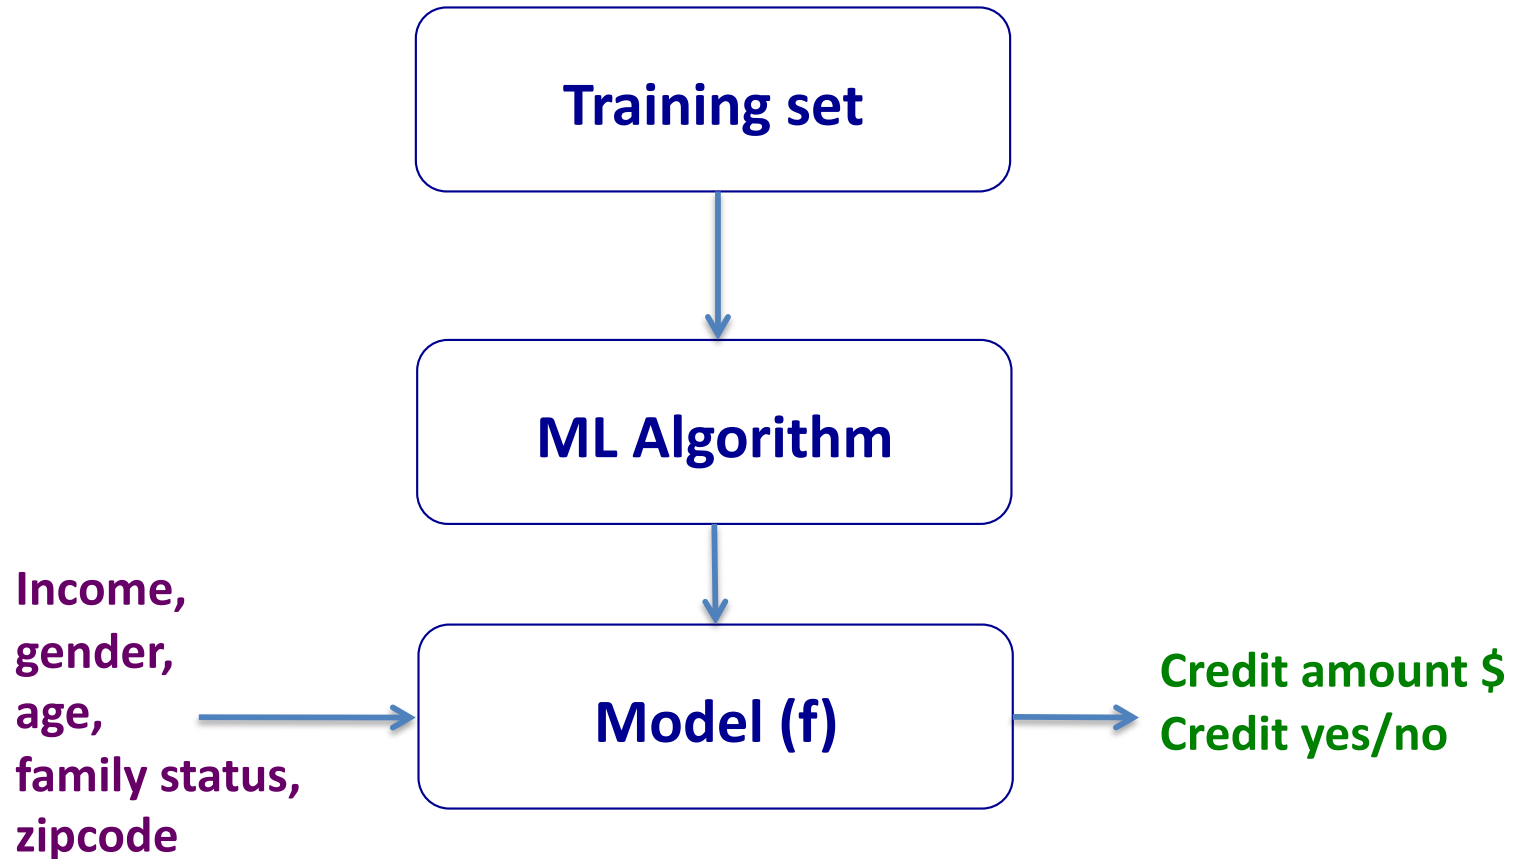 Training set
ML Algorithm
Income,
gender,
age,
family status,
zipcode
Model (f)
Credit amount $
Credit yes/no